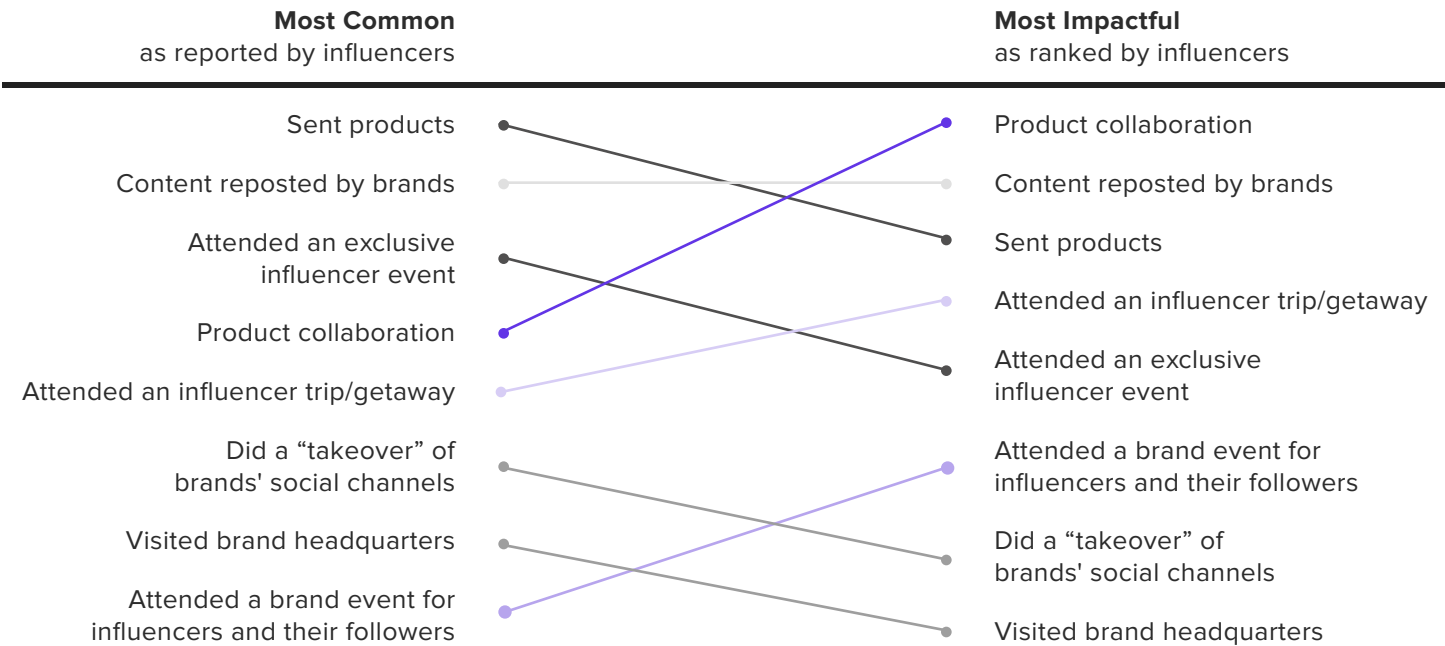 Most Common
as reported by influencers
Most Impactful
as ranked by influencers
Sent products
Content reposted by brands
Attended an exclusive
influencer event
Product collaboration
Attended an influencer trip/getaway
Did a “takeover” of
brands' social channels
Visited brand headquarters
Attended a brand event for
influencers and their followers
Product collaboration
Content reposted by brands
Sent products
Attended an influencer trip/getaway
Attended an exclusive
influencer event
Attended a brand event for
influencers and their followers
Did a “takeover” of
brands' social channels
Visited brand headquarters